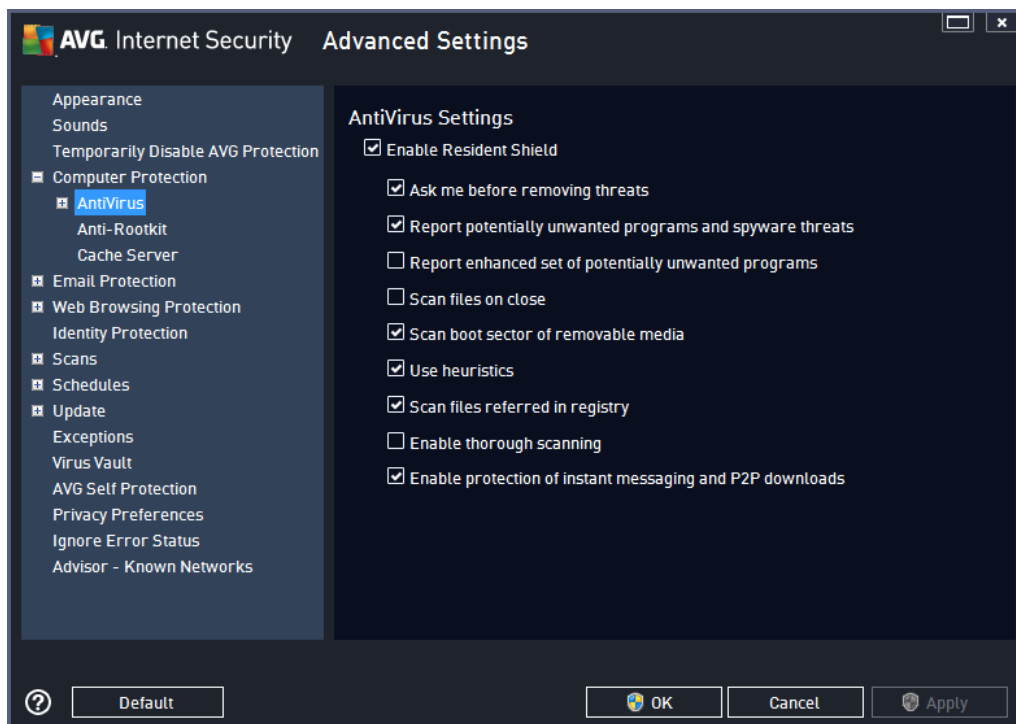 AVG. Internet Security Advanced Settings
Appearance
Sounds
Temporarily Disable AVG Protection
Computer Protection
AntiVirus
Anti-Rootkit
Cache Server
Email Protection
Web Browsing Protection
Identity Protection
Scans
Schedules
Update
Exceptions
Virus Vault
AVG Self Protection
Privacy Preferences
Ignore Error Status
Advisor - Known Networks
AntiVirus Settings
Enable Resident Shield
Ask me before removing threats
Report potentially unwanted programs and spyware threats
Report enhanced set of potentially unwanted programs
Scan files on close
Scan boot sector of removable media
Use heuristics
Scan files referred in registry
Enable thorough scanning
Enable protection of instant messaging and P2P downloads
Default
OK
Cancel
Apply